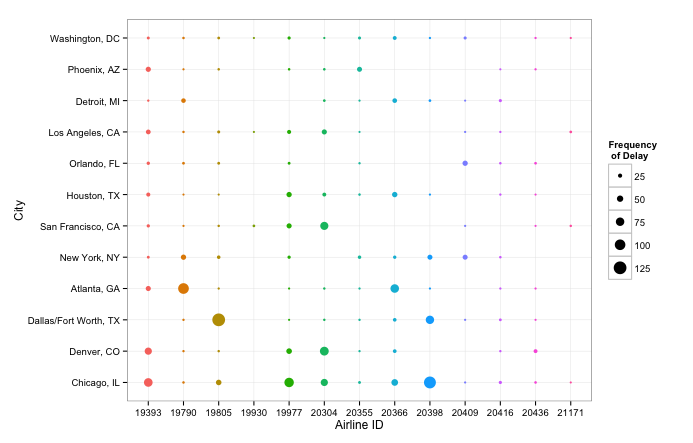 Washington, DC
Phoenix, AZ
Detroit, MI
Los Angeles, CA
Orlando, FL
Houston, TX
San Francisco, CA
New York, NY
Atlanta, GA
Dallas/Fort Worth, TX
Denver, CO
Chicago, IL
City
19393 19790 19805 19930 19977 20304 20355 20366 20398 20409 20416 20436 21171
Airline ID
Frequency
of Delay
25
50
75
100
125